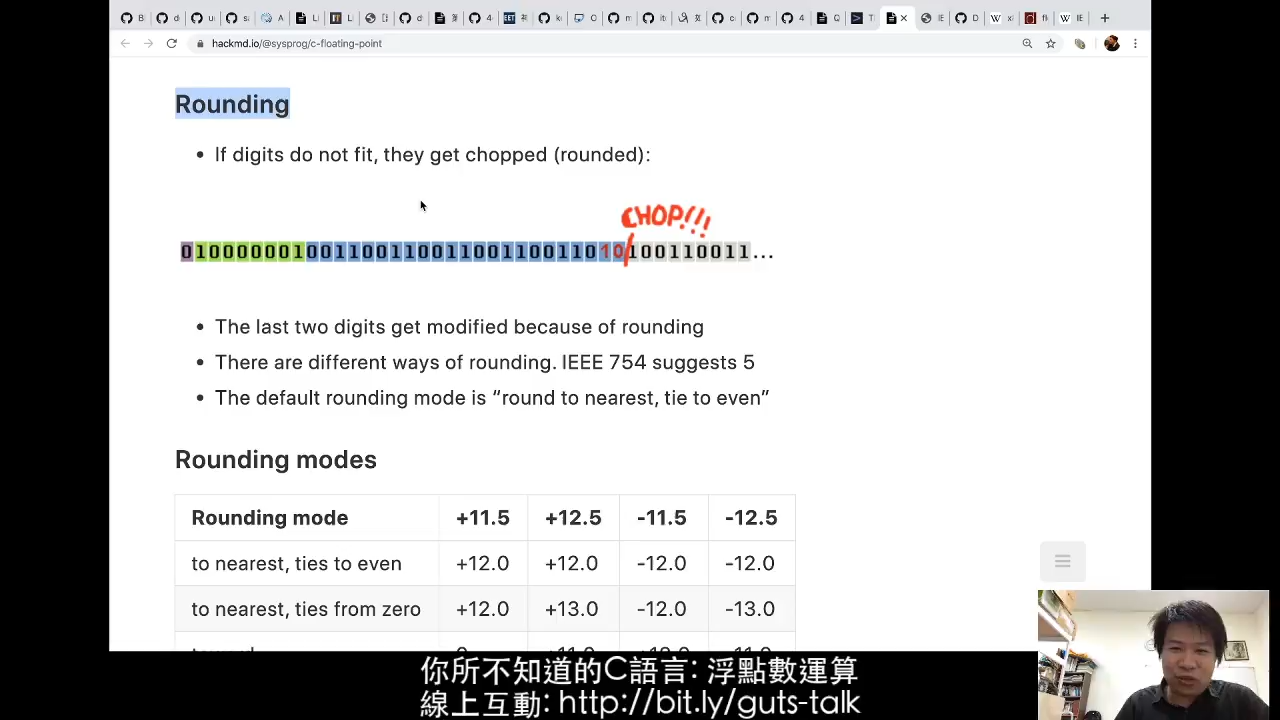 hackmd.io/@sysprog/c-floating-point
Rounding
If digits do not fit, they get chopped (rounded):
CHOP!!!
01000000100110011001100110011010100110011...
The last two digits get modified because of rounding
There are different ways of rounding. IEEE 754 suggests 5
The default rounding mode is “round to nearest, tie to even”
Rounding modes
Rounding mode +11.5 +12.5 -11.5 -12.5
to nearest, ties to even +12.0 +12.0 -12.0 -12.0
to nearest, ties from zero +12.0 +13.0 -12.0 -13.0
你所不知道的C語言: 浮點數運算
線上互動: http://bit.ly/guts-talk